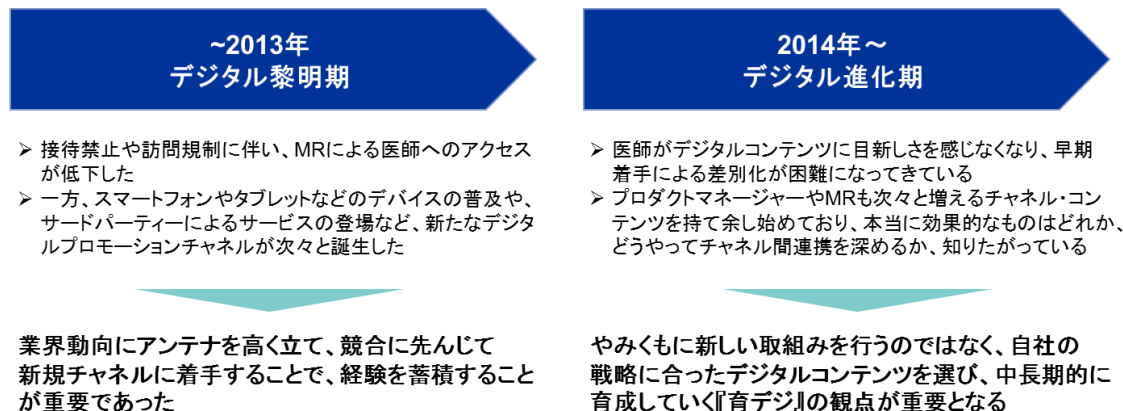 ~2013年
デジタル黎明期
➢ 接待禁止や訪問規制に伴い、MRによる医師へのアクセス
が低下した
➢ 一方、スマートフォンやタブレットなどのデバイスの普及や、
サードパーティーによるサービスの登場など、新たなデジタ
ルプロモーションチャネルが次々と誕生した
業界動向にアンテナを高く立て、競合に先んじて
新規チャネルに着手することで、経験を蓄積すること
が重要であった
2014年～
デジタル進化期
➢ 医師がデジタルコンテンツに目新しさを感じなくなり、早期
着手による差別化が困難になってきている
➢ プロダクトマネージャーやMRも次々と増えるチャネル・コン
テンツを持て余し始めており、本当に効果的なものはどれか、
どうやってチャネル間連携を深めるか、知りたがっている
やみくもに新しい取組みを行うのではなく、自社の
戦略に合ったデジタルコンテンツを選び、中長期的に
育成していく『育デジ』の観点が重要となる